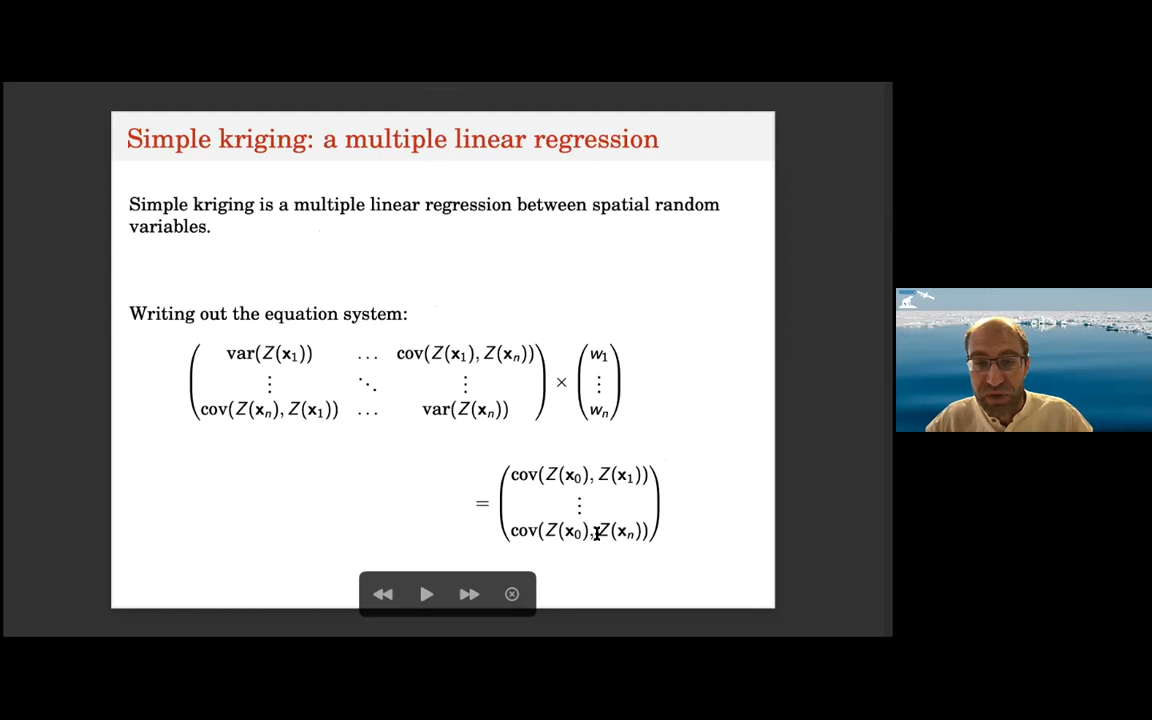 Simple kriging: a multiple linear regression
Simple kriging is a multiple linear regression between spatial random
variables.
Writing out the equation system:
var(Z(x₁)) … cov(Z(x₁), Z(xₙ)) w₁
⋮ ⋱ ⋮ × ⋮
cov(Z(xₙ), Z(x₁)) … var(Z(xₙ)) wₙ
cov(Z(x₀), Z(x₁))
= ⋮
cov(Z(x₀), Z(xₙ))